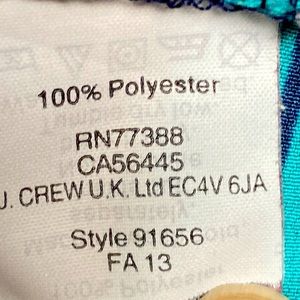 100% Polyester
RN77388
CA56445
J. CREW U.K. Ltd EC4V 6JA
Style 91656
FA 13